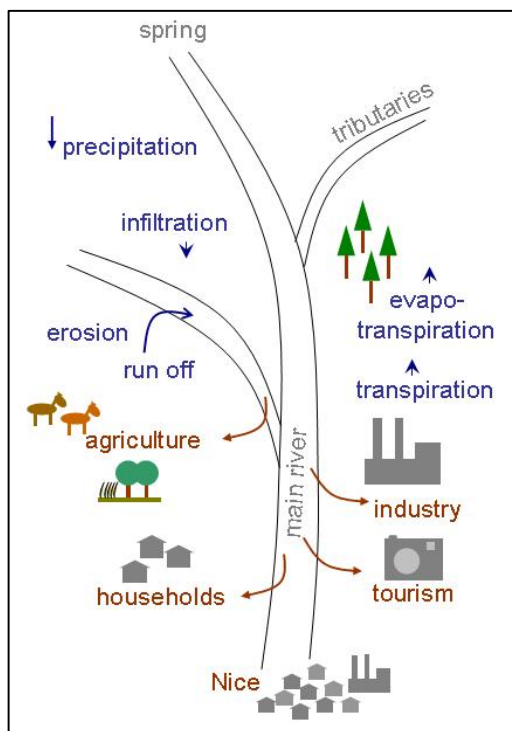 spring
tributaries
precipitation
infiltration
evapo-
transpiration
erosion
run off
transpiration
agriculture
main river
industry
households
tourism
Nice